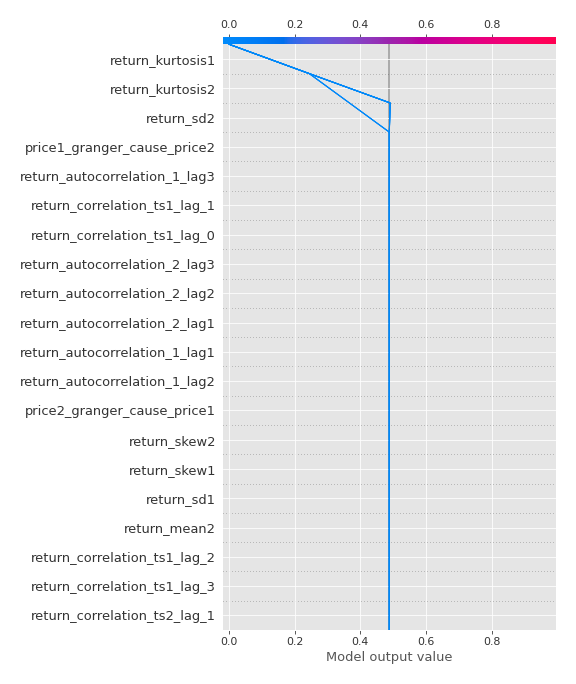 0.0 0.2 0.4 0.6 0.8
return_kurtosis1
return_kurtosis2
return_sd2
price1_granger_cause_price2
return_autocorrelation_1_lag3
return_correlation_ts1_lag_1
return_correlation_ts1_lag_0
return_autocorrelation_2_lag3
return_autocorrelation_2_lag2
return_autocorrelation_2_lag1
return_autocorrelation_1_lag1
return_autocorrelation_1_lag2
price2_granger_cause_price1
return_skew2
return_skew1
return_sd1
return_mean2
return_correlation_ts1_lag_2
return_correlation_ts1_lag_3
return_correlation_ts2_lag_1
0.0 0.2 0.4 0.6 0.8
Model output value